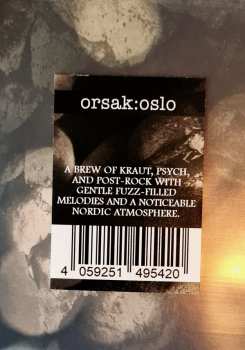 orsak:oslo
A BREW OF KRAUT, PSYCH,
AND POST-ROCK WITH
GENTLE FUZZ-FILLED
MELODIES AND A NOTICEABLE
NORDIC ATMOSPHERE.
4 059251 495420